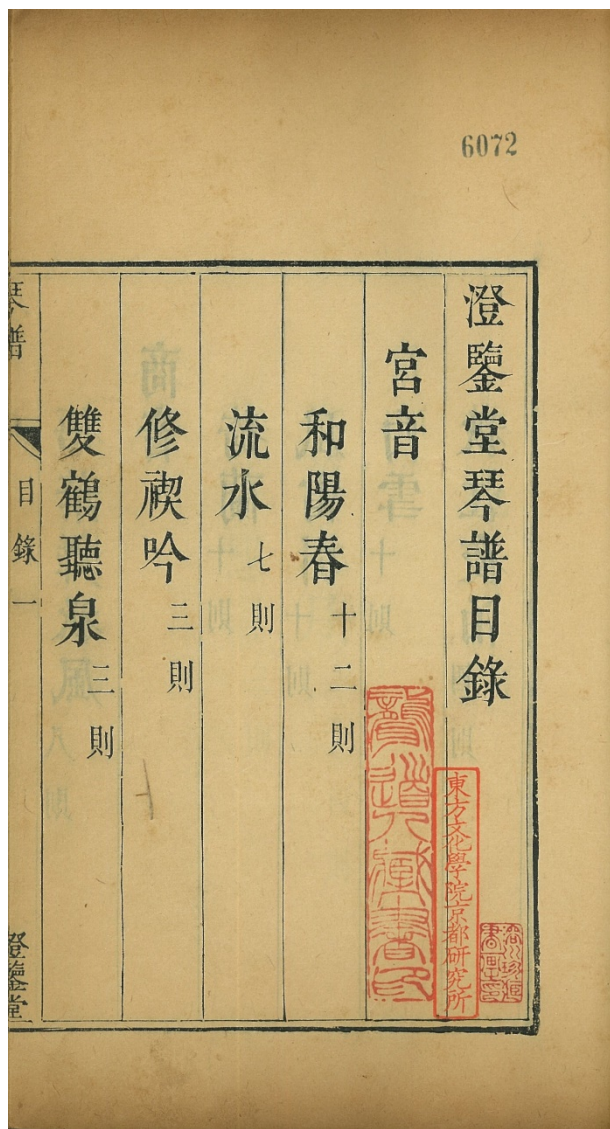 6072
澄鑒堂琴譜目錄
宮音
和陽春 十二則
流水 七則
修禊吟 三則
雙鶴聽泉 三則
琴譜
目錄 一
澄鑒堂
東方文化學院京都研究所